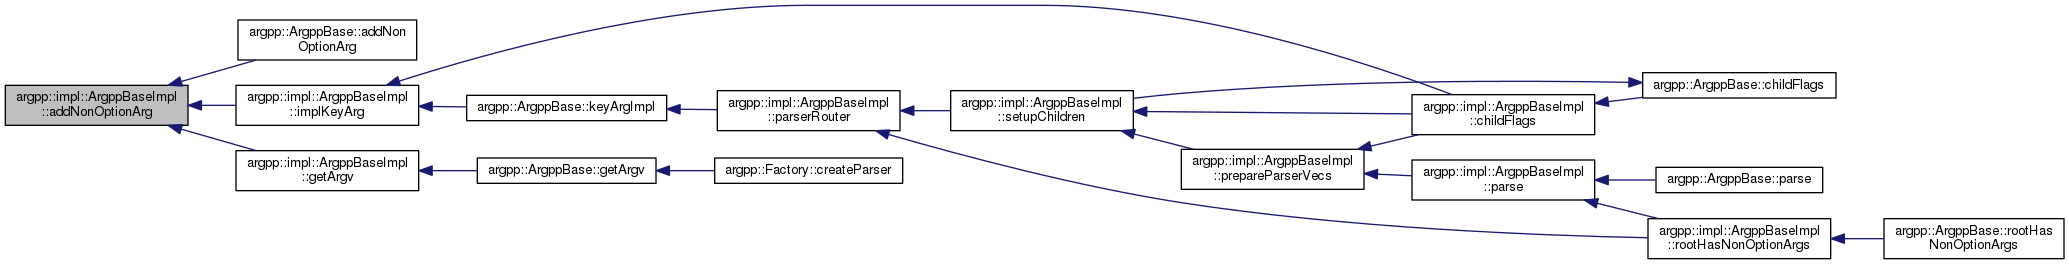 argpp::ArgppBase::addNon
OptionArg
argpp::impl::ArgppBaseImpl
::addNonOptionArg
argpp::impl::ArgppBaseImpl
::implKeyArg
argpp::impl::ArgppBaseImpl
::getArgv
argpp::ArgppBase::keyArgImpl
argpp::ArgppBase::getArgv
argpp::impl::ArgppBaseImpl
::parserRouter
argpp::Factory::createParser
argpp::impl::ArgppBaseImpl
::setupChildren
argpp::impl::ArgppBaseImpl
::prepareParserVecs
argpp::impl::ArgppBaseImpl
::childFlags
argpp::impl::ArgppBaseImpl
::parse
argpp::ArgppBase::childFlags
argpp::ArgppBase::parse
argpp::impl::ArgppBaseImpl
::rootHasNonOptionArgs
argpp::ArgppBase::rootHas
NonOptionArgs